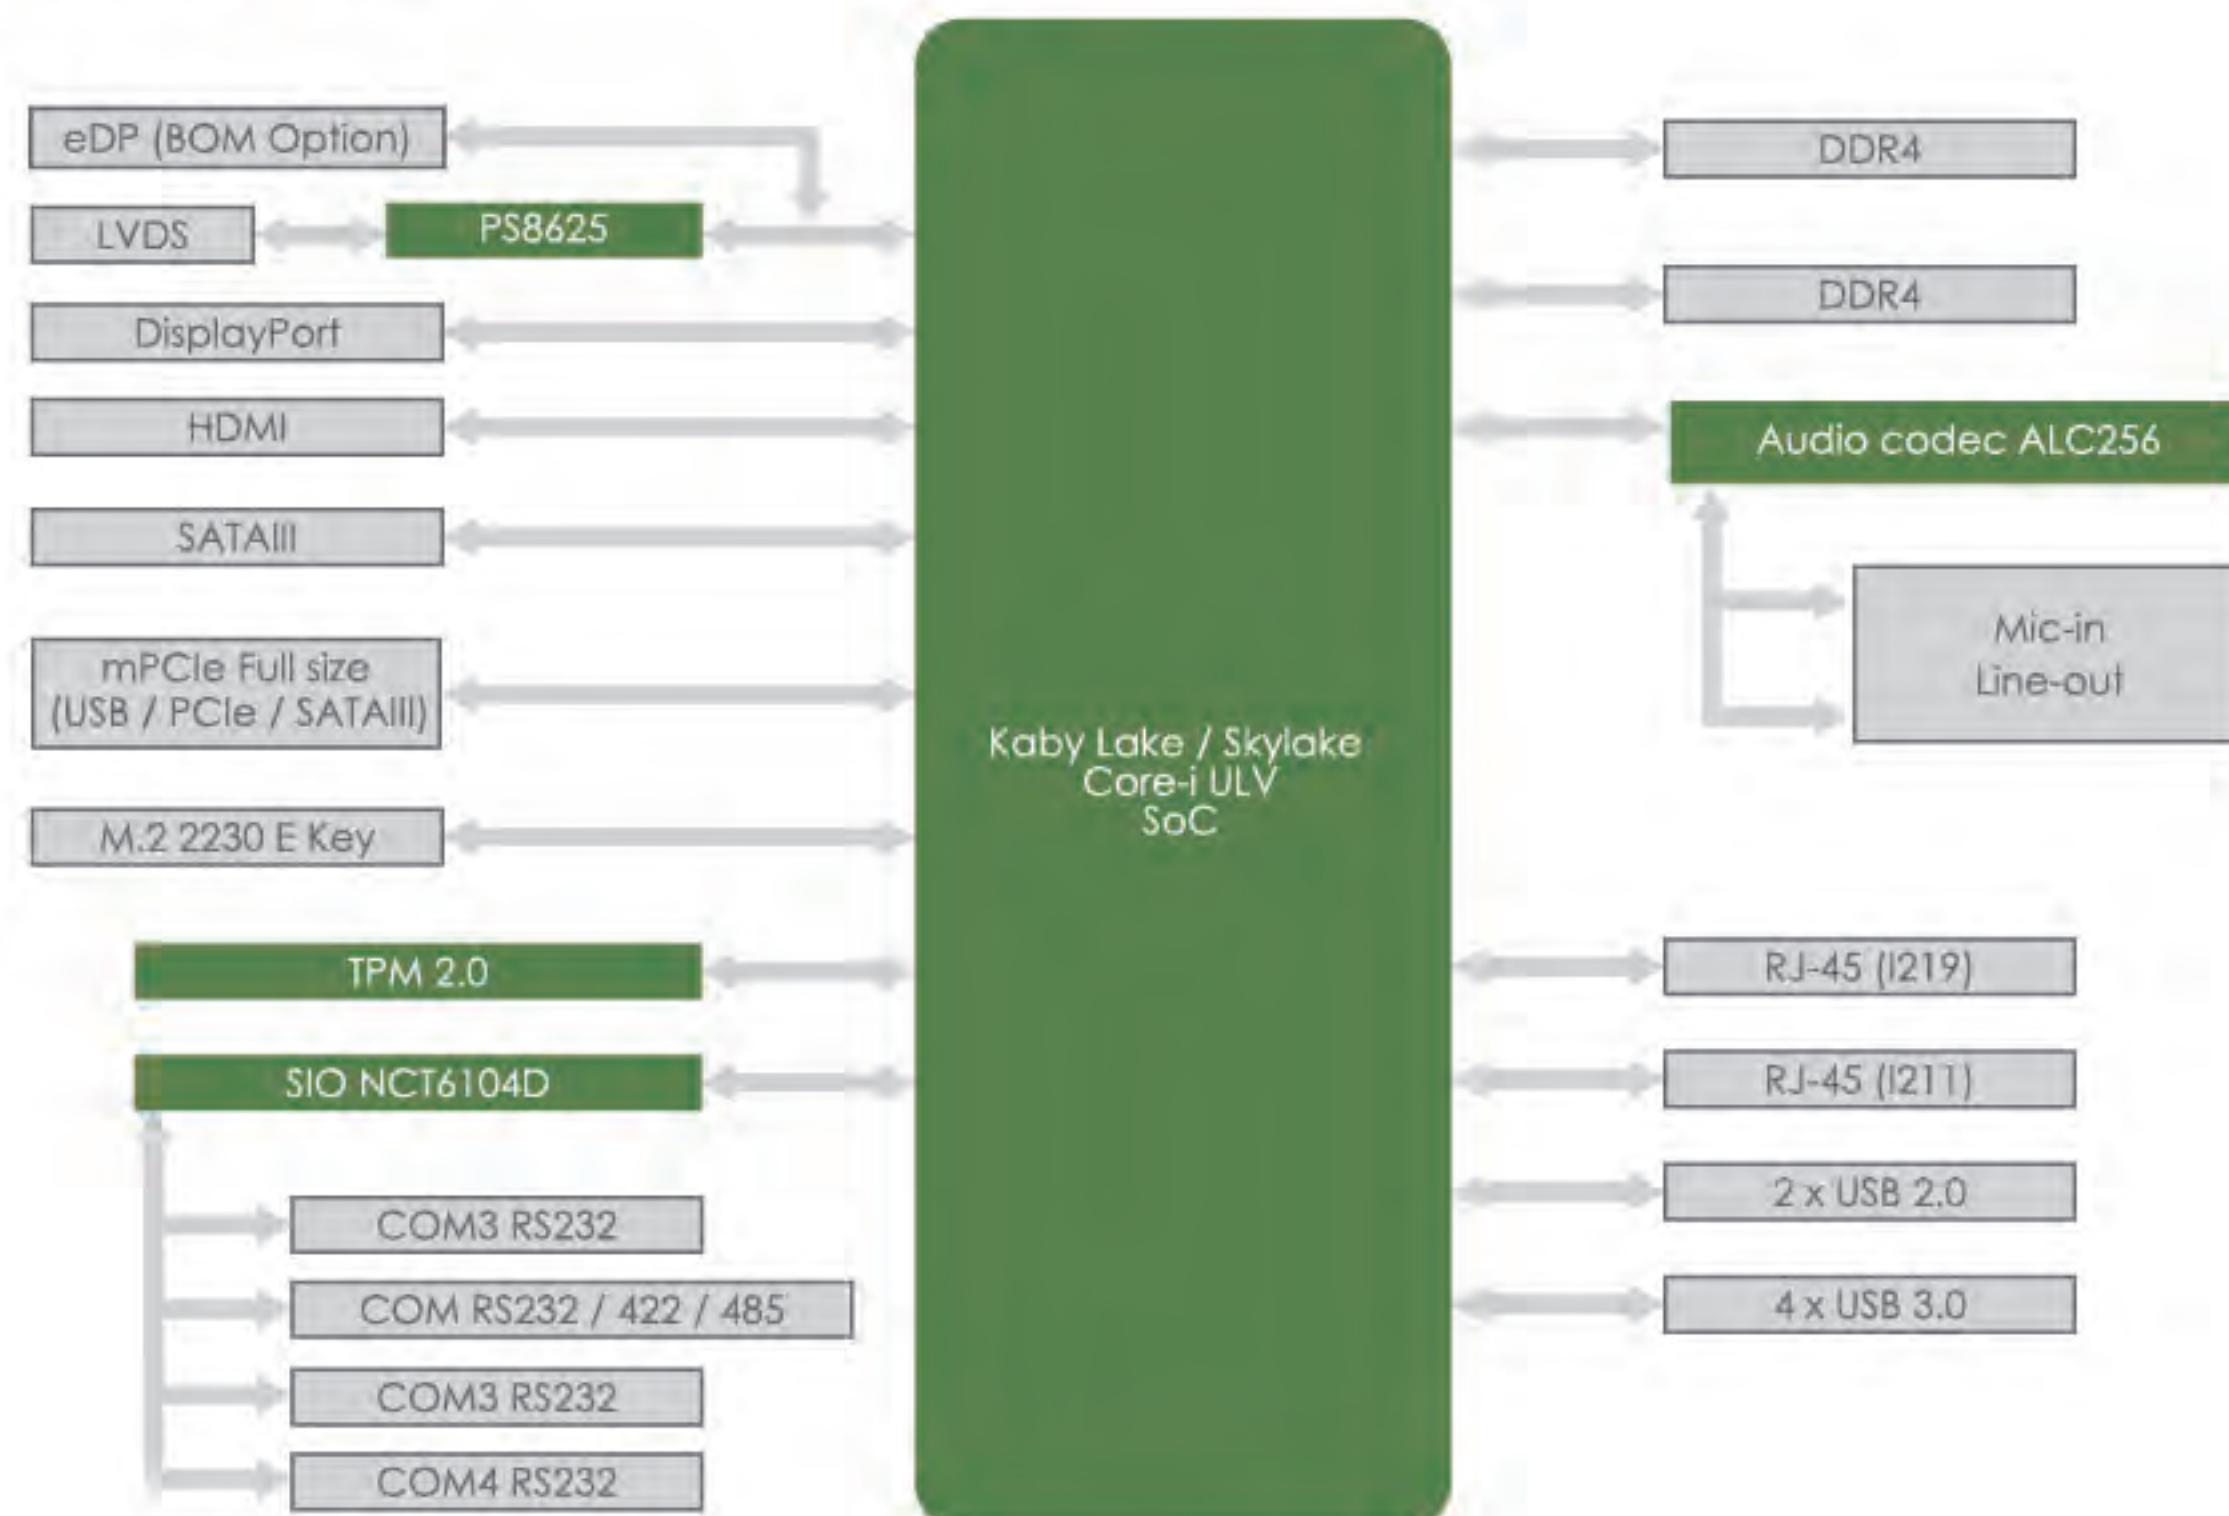 eDP (BOM Option)
LVDS
PS8625
DisplayPort
HDMI
SATAIII
mPCIe Full size
(USB / PCIe / SATAIII)
M.2 2230 E Key
TPM 2.0
SIO NCT6104D
COM3 RS232
COM RS232 / 422 / 485
COM3 RS232
COM4 RS232
Kaby Lake / Skylake
Core-i ULV
SoC
DDR4
DDR4
Audio codec ALC256
Mic-in
Line-out
RJ-45 (I219)
RJ-45 (I211)
2 x USB 2.0
4 x USB 3.0